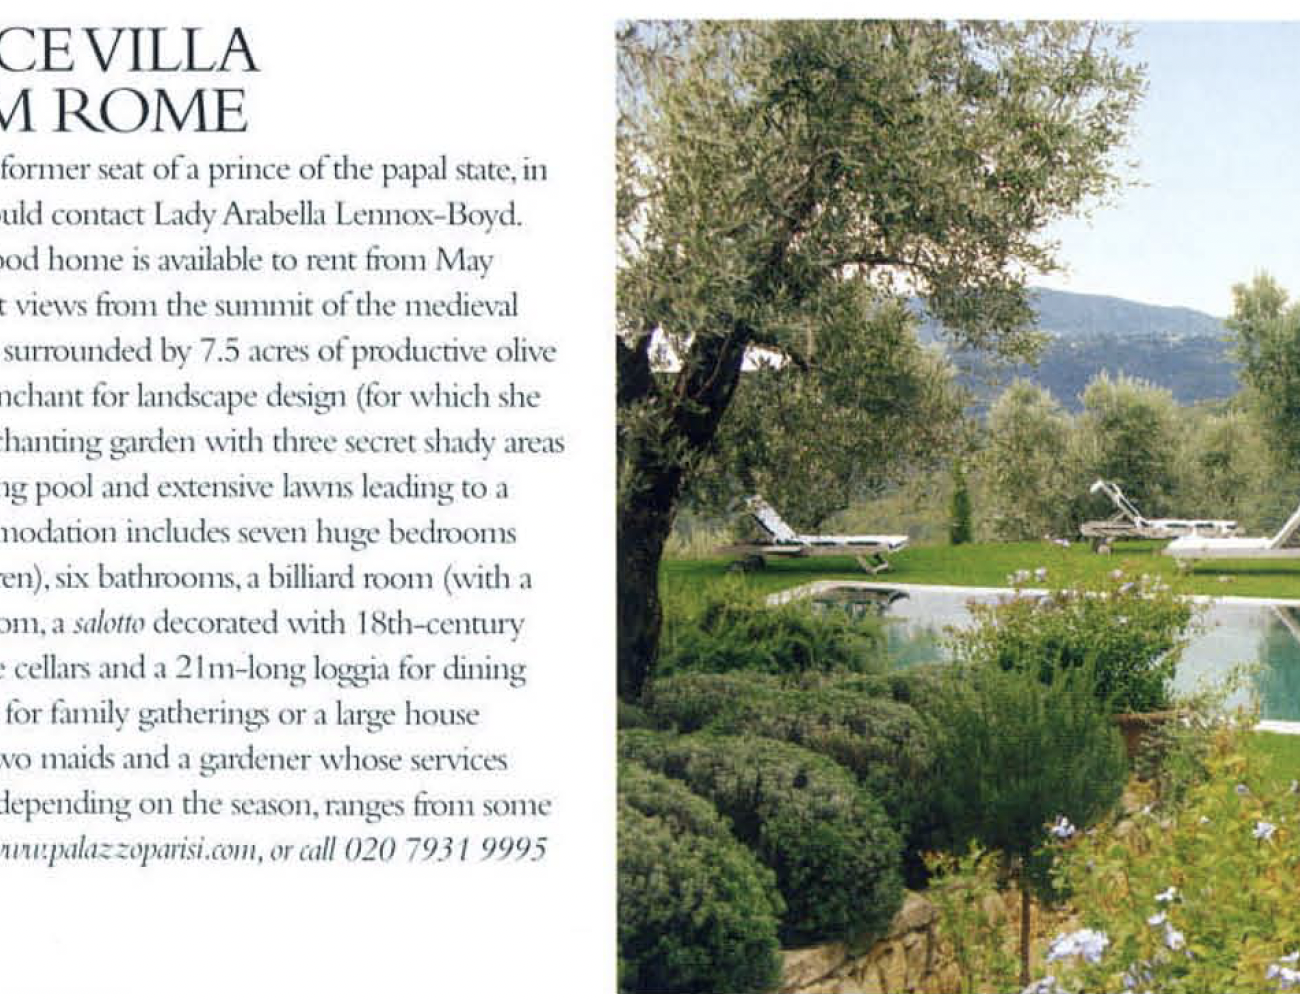 CE VILLA
M ROME
former seat of a prince of the papal state, in
ould contact Lady Arabella Lennox-Boyd.
ood home is available to rent from May
t views from the summit of the medieval
surrounded by 7.5 acres of productive olive
nchant for landscape design (for which she
chanting garden with three secret shady areas
ng pool and extensive lawns leading to a
modation includes seven huge bedrooms
ren), six bathrooms, a billiard room (with a
om, a salotto decorated with 18th-century
e cellars and a 21m-long loggia for dining
for family gatherings or a large house
wo maids and a gardener whose services
depending on the season, ranges from some
www.palazzoparisi.com, or call 020 7931 9995